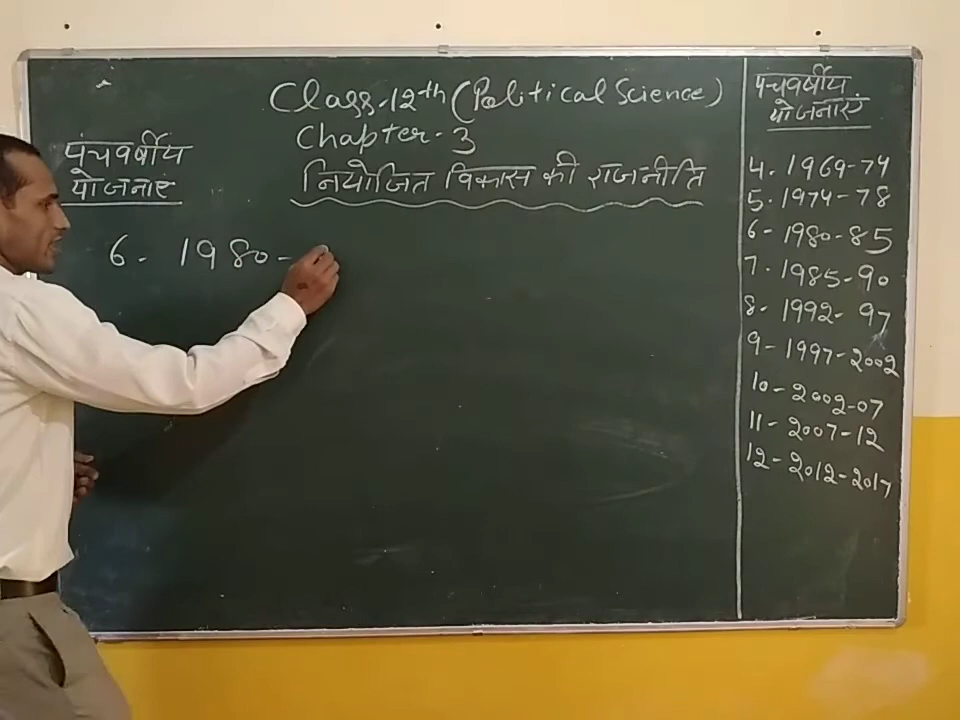 Class-12th (Political Science)
Chapter-3
नियोजित विकास की राजनीति
पंचवर्षीय
योजनाएं
6- 1980-
पंचवर्षीय
योजनाएं
4. 1969-74
5. 1974-78
6- 1980-85
7. 1985-90
8- 1992-97
9-1997-2002
10-2002-07
11-2007-12
12-2012-2017